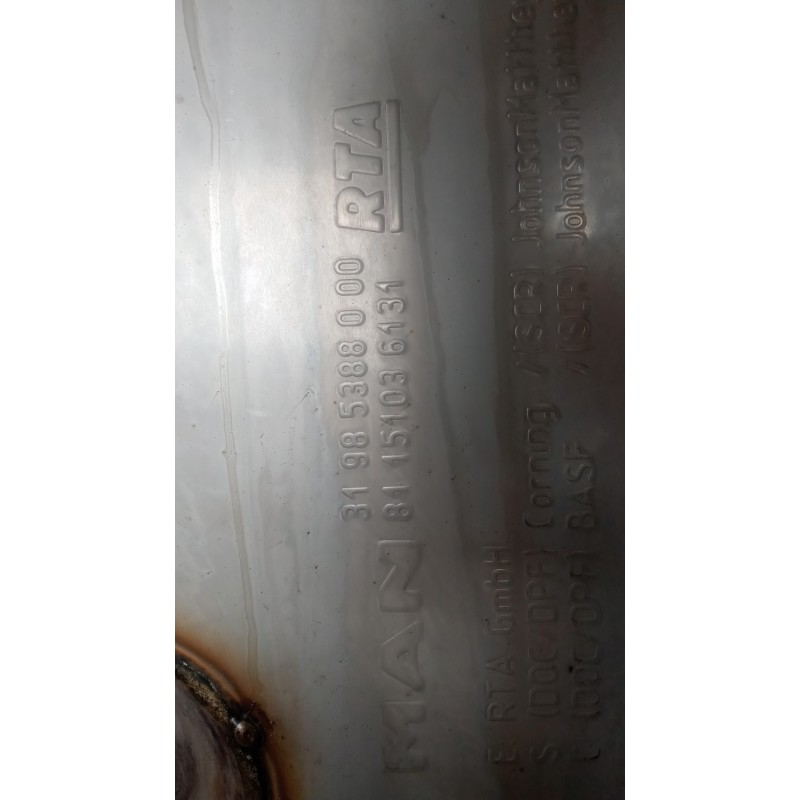 31 98 5388 0 00 RTA
MAN 81 15103 6131
E RTA GmbH
S (DOC/DPF) Corning /(SCR) JohnsonMatthey
C (DOC/DPF) BASF /(SCR) JohnsonMatthey